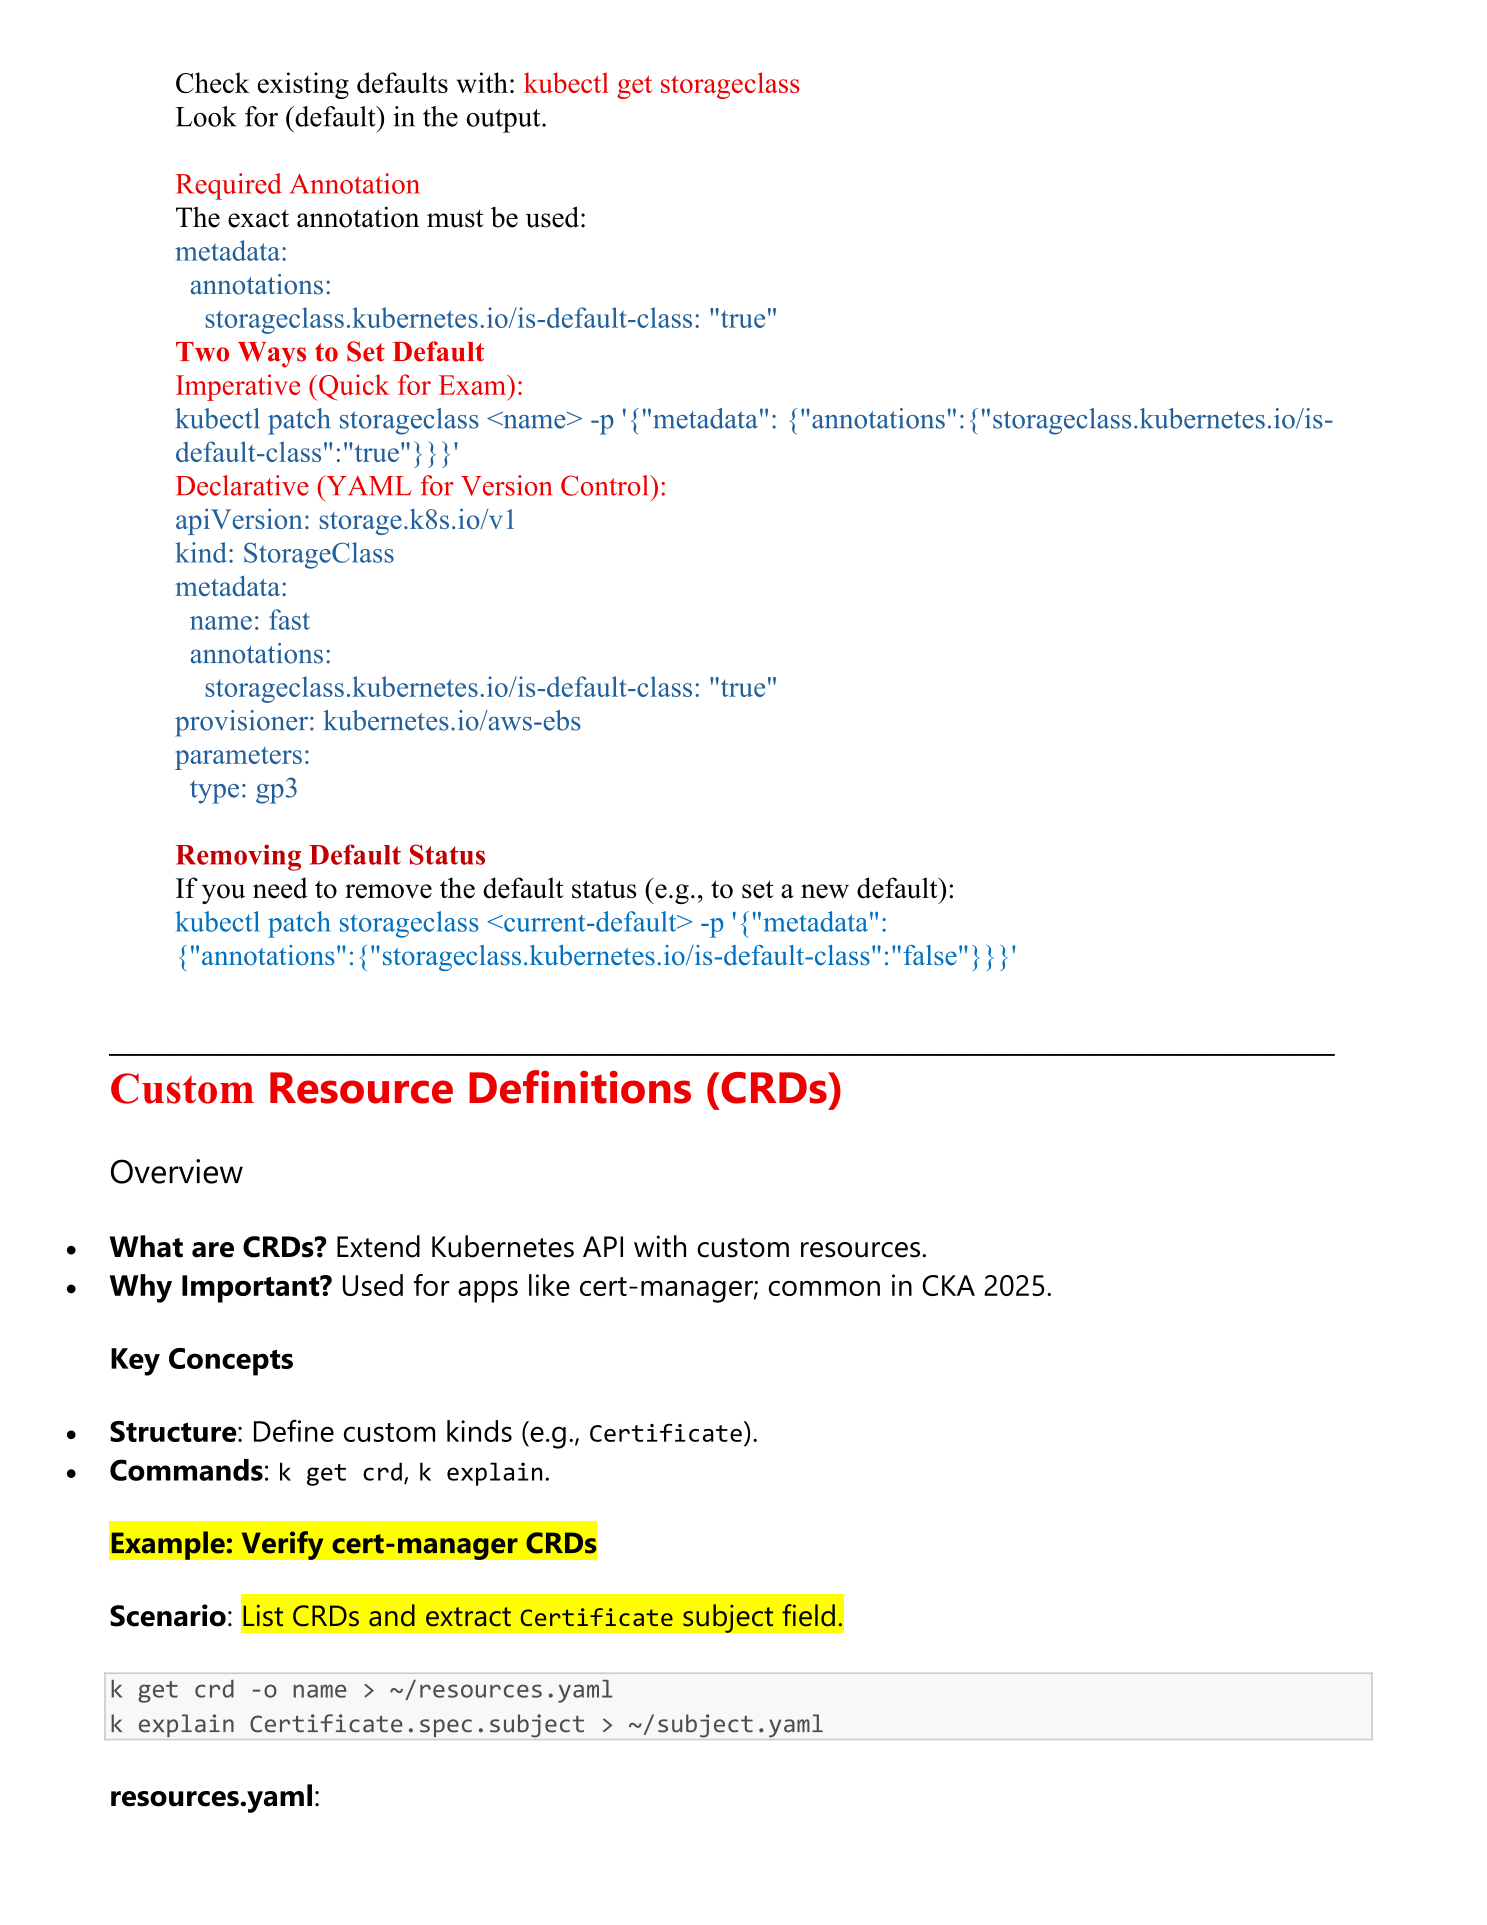 Check existing defaults with: kubectl get storageclass
Look for (default) in the output.
Required Annotation
The exact annotation must be used:
metadata:
  annotations:
    storageclass.kubernetes.io/is-default-class: "true"
Two Ways to Set Default
Imperative (Quick for Exam):
kubectl patch storageclass <name> -p '{"metadata": {"annotations":{"storageclass.kubernetes.io/is-
default-class":"true"}}}'
Declarative (YAML for Version Control):
apiVersion: storage.k8s.io/v1
kind: StorageClass
metadata:
  name: fast
  annotations:
    storageclass.kubernetes.io/is-default-class: "true"
provisioner: kubernetes.io/aws-ebs
parameters:
  type: gp3
Removing Default Status
If you need to remove the default status (e.g., to set a new default):
kubectl patch storageclass <current-default> -p '{"metadata":
{"annotations":{"storageclass.kubernetes.io/is-default-class":"false"}}}'
Custom Resource Definitions (CRDs)
Overview
• What are CRDs? Extend Kubernetes API with custom resources.
• Why Important? Used for apps like cert-manager; common in CKA 2025.
Key Concepts
• Structure: Define custom kinds (e.g., Certificate).
• Commands: k get crd, k explain.
Example: Verify cert-manager CRDs
Scenario: List CRDs and extract Certificate subject field.
k get crd -o name > ~/resources.yaml
k explain Certificate.spec.subject > ~/subject.yaml
resources.yaml: